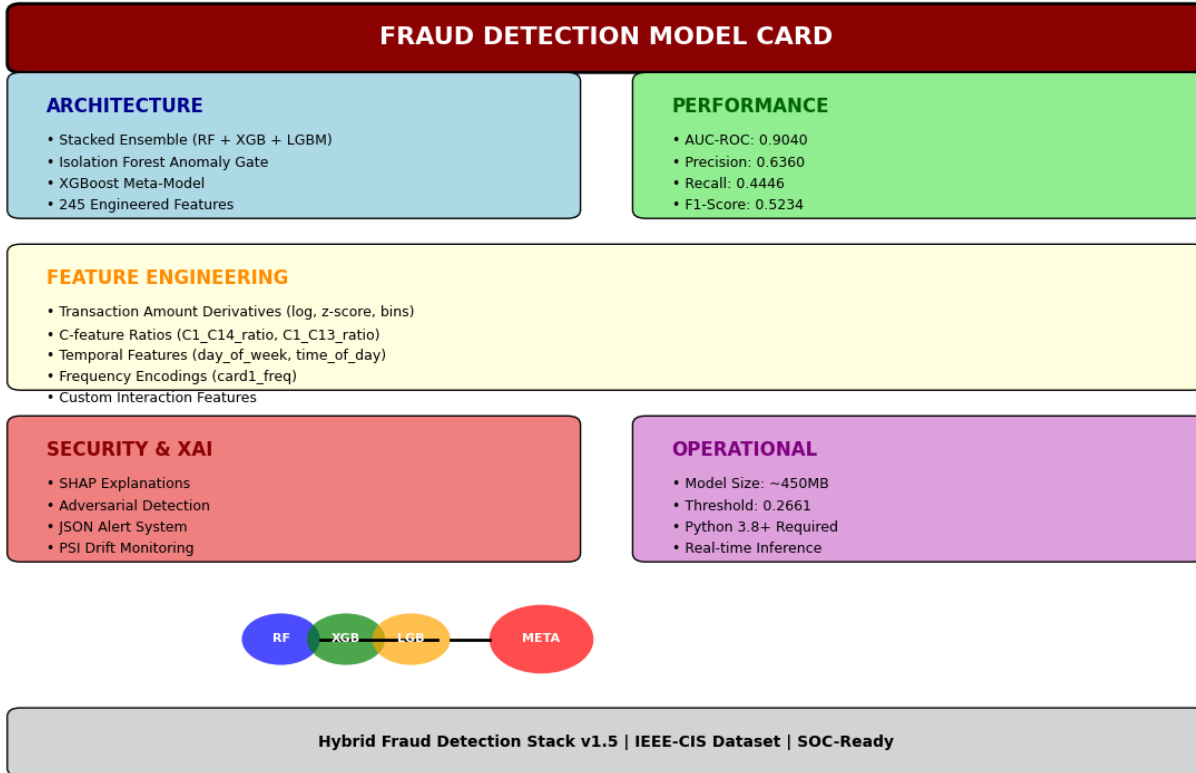 FRAUD DETECTION MODEL CARD
ARCHITECTURE
• Stacked Ensemble (RF + XGB + LGBM)
• Isolation Forest Anomaly Gate
• XGBoost Meta-Model
• 245 Engineered Features
PERFORMANCE
• AUC-ROC: 0.9040
• Precision: 0.6360
• Recall: 0.4446
• F1-Score: 0.5234
FEATURE ENGINEERING
• Transaction Amount Derivatives (log, z-score, bins)
• C-feature Ratios (C1_C14_ratio, C1_C13_ratio)
• Temporal Features (day_of_week, time_of_day)
• Frequency Encodings (card1_freq)
• Custom Interaction Features
SECURITY & XAI
• SHAP Explanations
• Adversarial Detection
• JSON Alert System
• PSI Drift Monitoring
OPERATIONAL
• Model Size: ~450MB
• Threshold: 0.2661
• Python 3.8+ Required
• Real-time Inference
RF
XGB
LGB
META
Hybrid Fraud Detection Stack v1.5 | IEEE-CIS Dataset | SOC-Ready